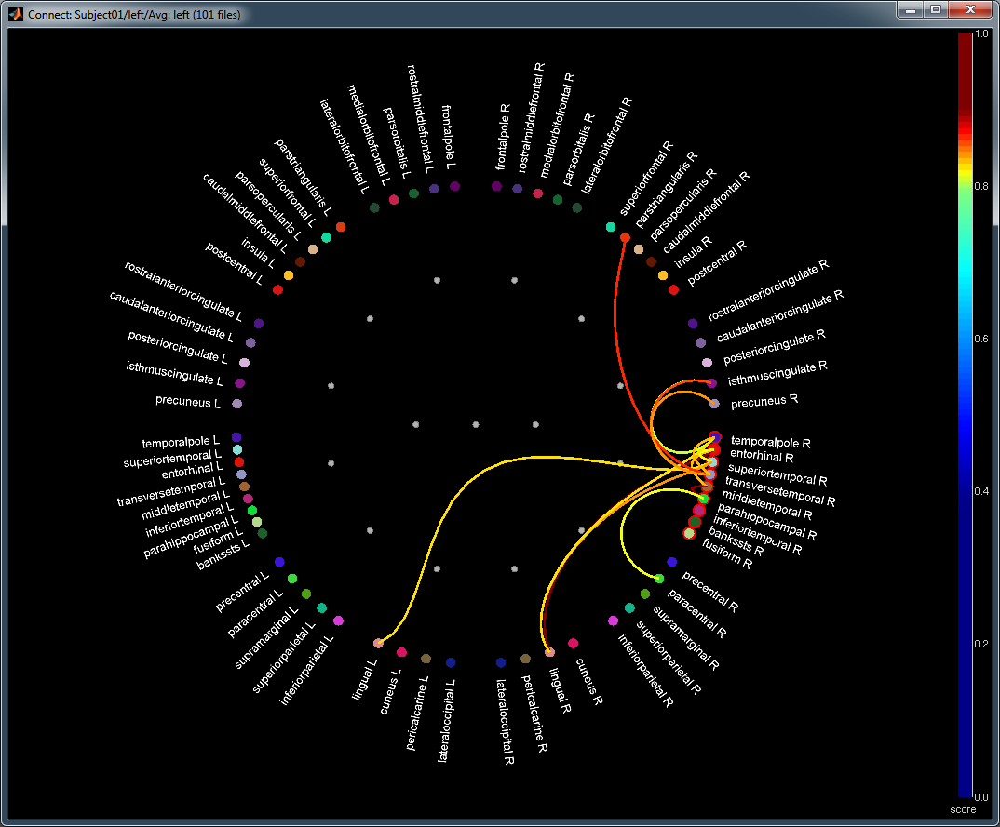 Connect: Subject01/left/Avg: left (101 files)
frontalpole L
rostralmiddlefrontal L
parsorbitalis L
medialorbitofrontal L
lateralorbitofrontal L
parstriangularis L
superiorfrontal L
parsopercularis L
caudalmiddlefrontal L
insula L
postcentral L
rostralanteriorcingulate L
caudalanteriorcingulate L
posteriorcingulate L
isthmuscingulate L
precuneus L
temporalpole L
superiortemporal L
entorhinal L
transversetemporal L
middletemporal L
inferiortemporal L
parahippocampal L
fusiform L
bankssts L
precentral L
paracentral L
supramarginal L
superiorparietal L
inferiorparietal L
lingual L
cuneus L
pericalcarine L
lateraloccipital L
frontalpole R
rostralmiddlefrontal R
medialorbitofrontal R
parsorbitalis R
lateralorbitofrontal R
superiorfrontal R
parstriangularis R
parsopercularis R
caudalmiddlefrontal R
insula R
postcentral R
rostralanteriorcingulate R
caudalanteriorcingulate R
posteriorcingulate R
isthmuscingulate R
precuneus R
temporalpole R
entorhinal R
superiortemporal R
transversetemporal R
middletemporal R
parahippocampal R
inferiortemporal R
bankssts R
fusiform R
precentral R
paracentral R
supramarginal R
superiorparietal R
inferiorparietal R
cuneus R
lingual R
pericalcarine R
lateraloccipital R
1.0
0.8
0.6
0.4
0.2
0.0
score